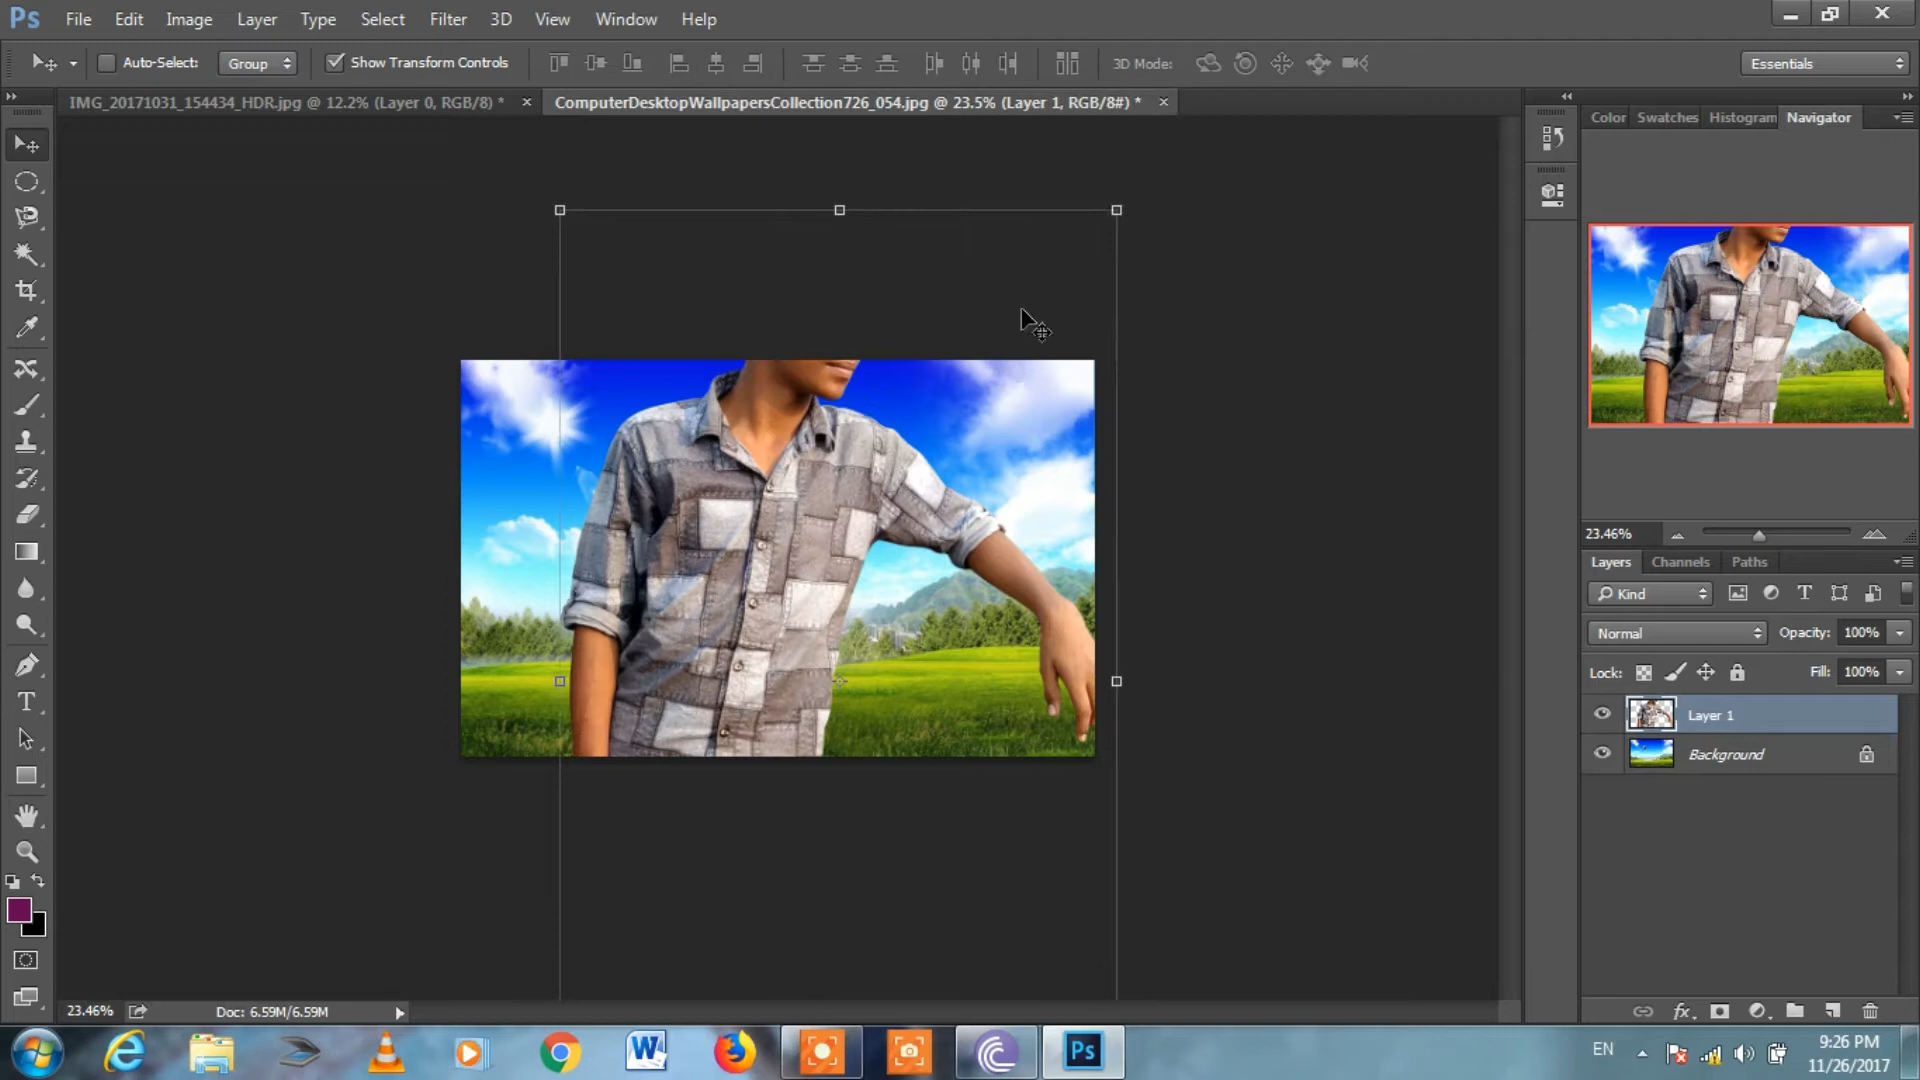 Ps File Edit Image Layer Type Select Filter 3D View Window Help
Auto-Select: Group Show Transform Controls 3D Mode: Essentials
IMG_20171031_154434_HDR.jpg @ 12.2% (Layer 0, RGB/8) * × ComputerDesktopWallpapersCollection726_054.jpg @ 23.5% (Layer 1, RGB/8#) * ×
Color Swatches Histogram Navigator
23.46%
Layers Channels Paths
Kind
Normal Opacity: 100%
Lock: Fill: 100%
Layer 1
Background
23.46% Doc: 6.59M/6.59M
fx
EN 9:26 PM
11/26/2017
W
Ps